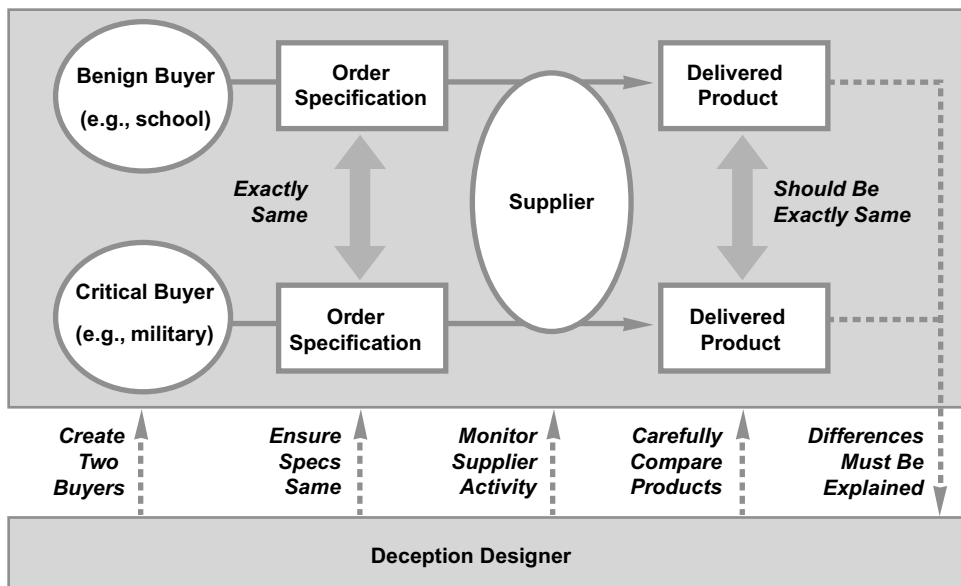 Benign Buyer
(e.g., school)
Order
Specification
Delivered
Product
Exactly
Same
Supplier
Should Be
Exactly Same
Critical Buyer
(e.g., military)
Order
Specification
Delivered
Product
Create
Two
Buyers
Ensure
Specs
Same
Monitor
Supplier
Activity
Carefully
Compare
Products
Differences
Must Be
Explained
Deception Designer